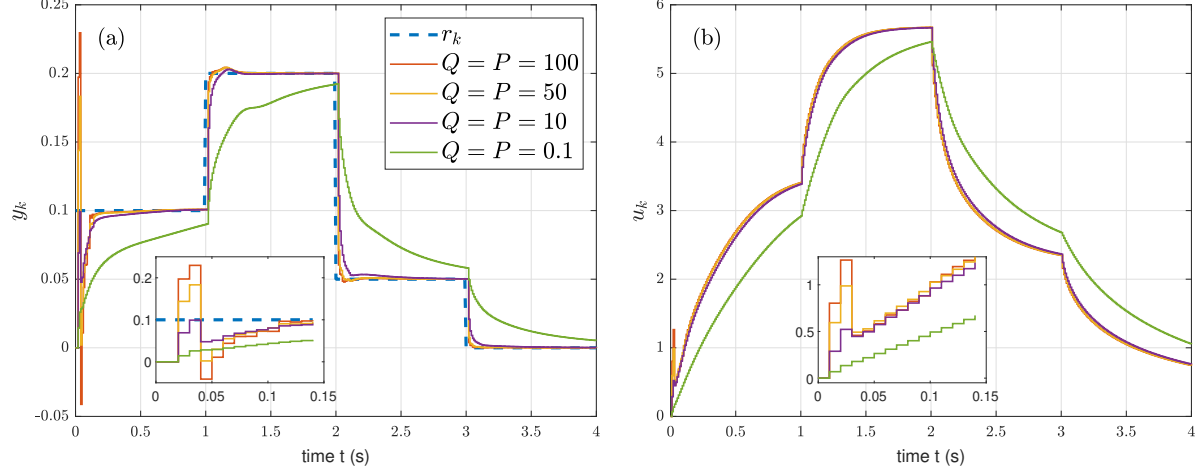 0.25
0.2
0.15
0.1
0.05
0
-0.05
y_k
(a)
r_k
Q = P = 100
Q = P = 50
Q = P = 10
Q = P = 0.1
0.2
0.1
0
0 0.05 0.1 0.15
0 0.5 1 1.5 2 2.5 3 3.5 4
time t (s)
6
5
4
3
2
1
0
u_k
(b)
1
0.5
0
0 0.05 0.1 0.15
0 0.5 1 1.5 2 2.5 3 3.5 4
time t (s)